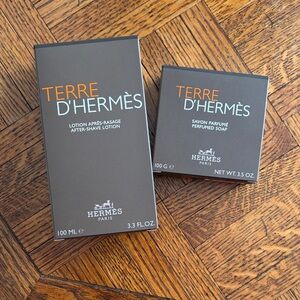 TERRE
D'HERMÈS
LOTION APRÈS-RASAGE
AFTER-SHAVE LOTION
HERMÈS
PARIS
100 ML ℮
3.3 FL.OZ.
TERRE
D'HERMÈS
SAVON PARFUMÉ
PERFUMED SOAP
HERMÈS
PARIS
100 G ℮
NET WT. 3.5 OZ.